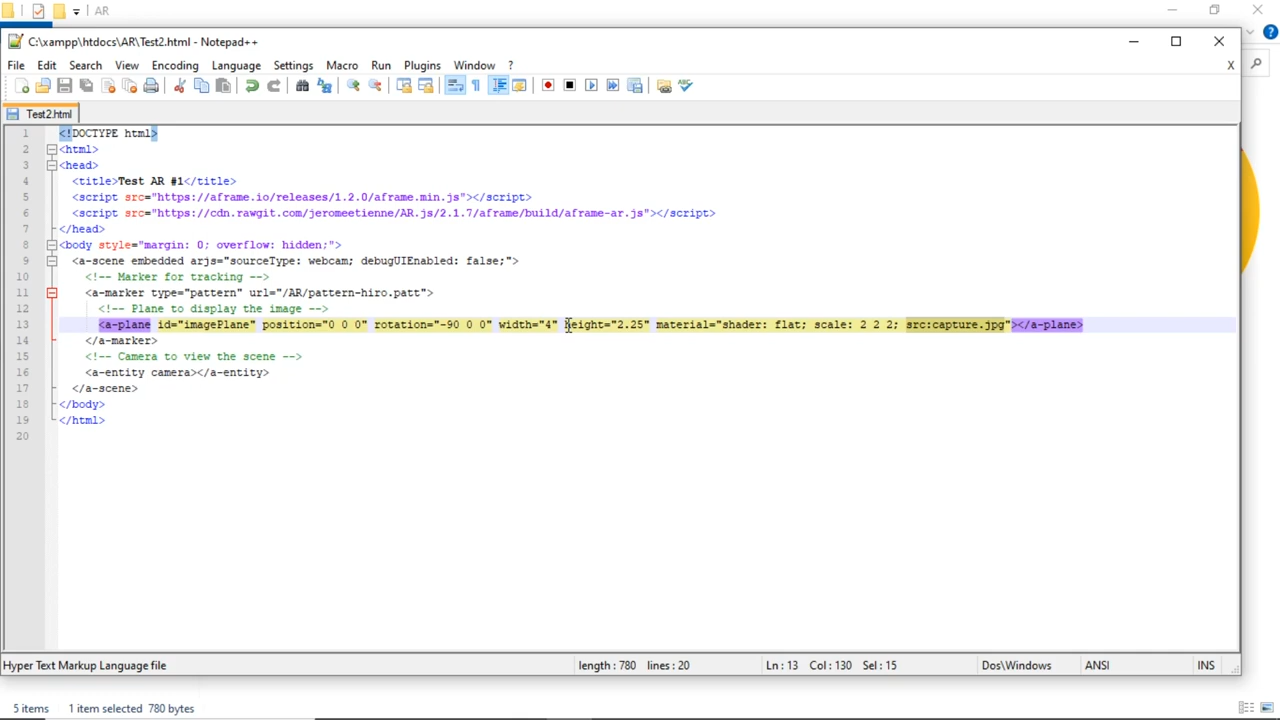 AR
C:\xampp\htdocs\AR\Test2.html - Notepad++
File Edit Search View Encoding Language Settings Macro Run Plugins Window ? X
Test2.html
1 <!DOCTYPE html>
2 <html>
3 <head>
4 <title>Test AR #1</title>
5 <script src="https://aframe.io/releases/1.2.0/aframe.min.js"></script>
6 <script src="https://cdn.rawgit.com/jeromeetienne/AR.js/2.1.7/aframe/build/aframe-ar.js"></script>
7 </head>
8 <body style="margin: 0; overflow: hidden;">
9 <a-scene embedded arjs="sourceType: webcam; debugUIEnabled: false;">
10 <!-- Marker for tracking -->
11 <a-marker type="pattern" url="/AR/pattern-hiro.patt">
12 <!-- Plane to display the image -->
13 <a-plane id="imagePlane" position="0 0 0" rotation="-90 0 0" width="4" height="2.25" material="shader: flat; scale: 2 2 2; src:capture.jpg"></a-plane>
14 </a-marker>
15 <!-- Camera to view the scene -->
16 <a-entity camera></a-entity>
17 </a-scene>
18 </body>
19 </html>
20
Hyper Text Markup Language file length : 780 lines : 20 Ln : 13 Col : 130 Sel : 15 Dos\Windows ANSI INS
5 items 1 item selected 780 bytes